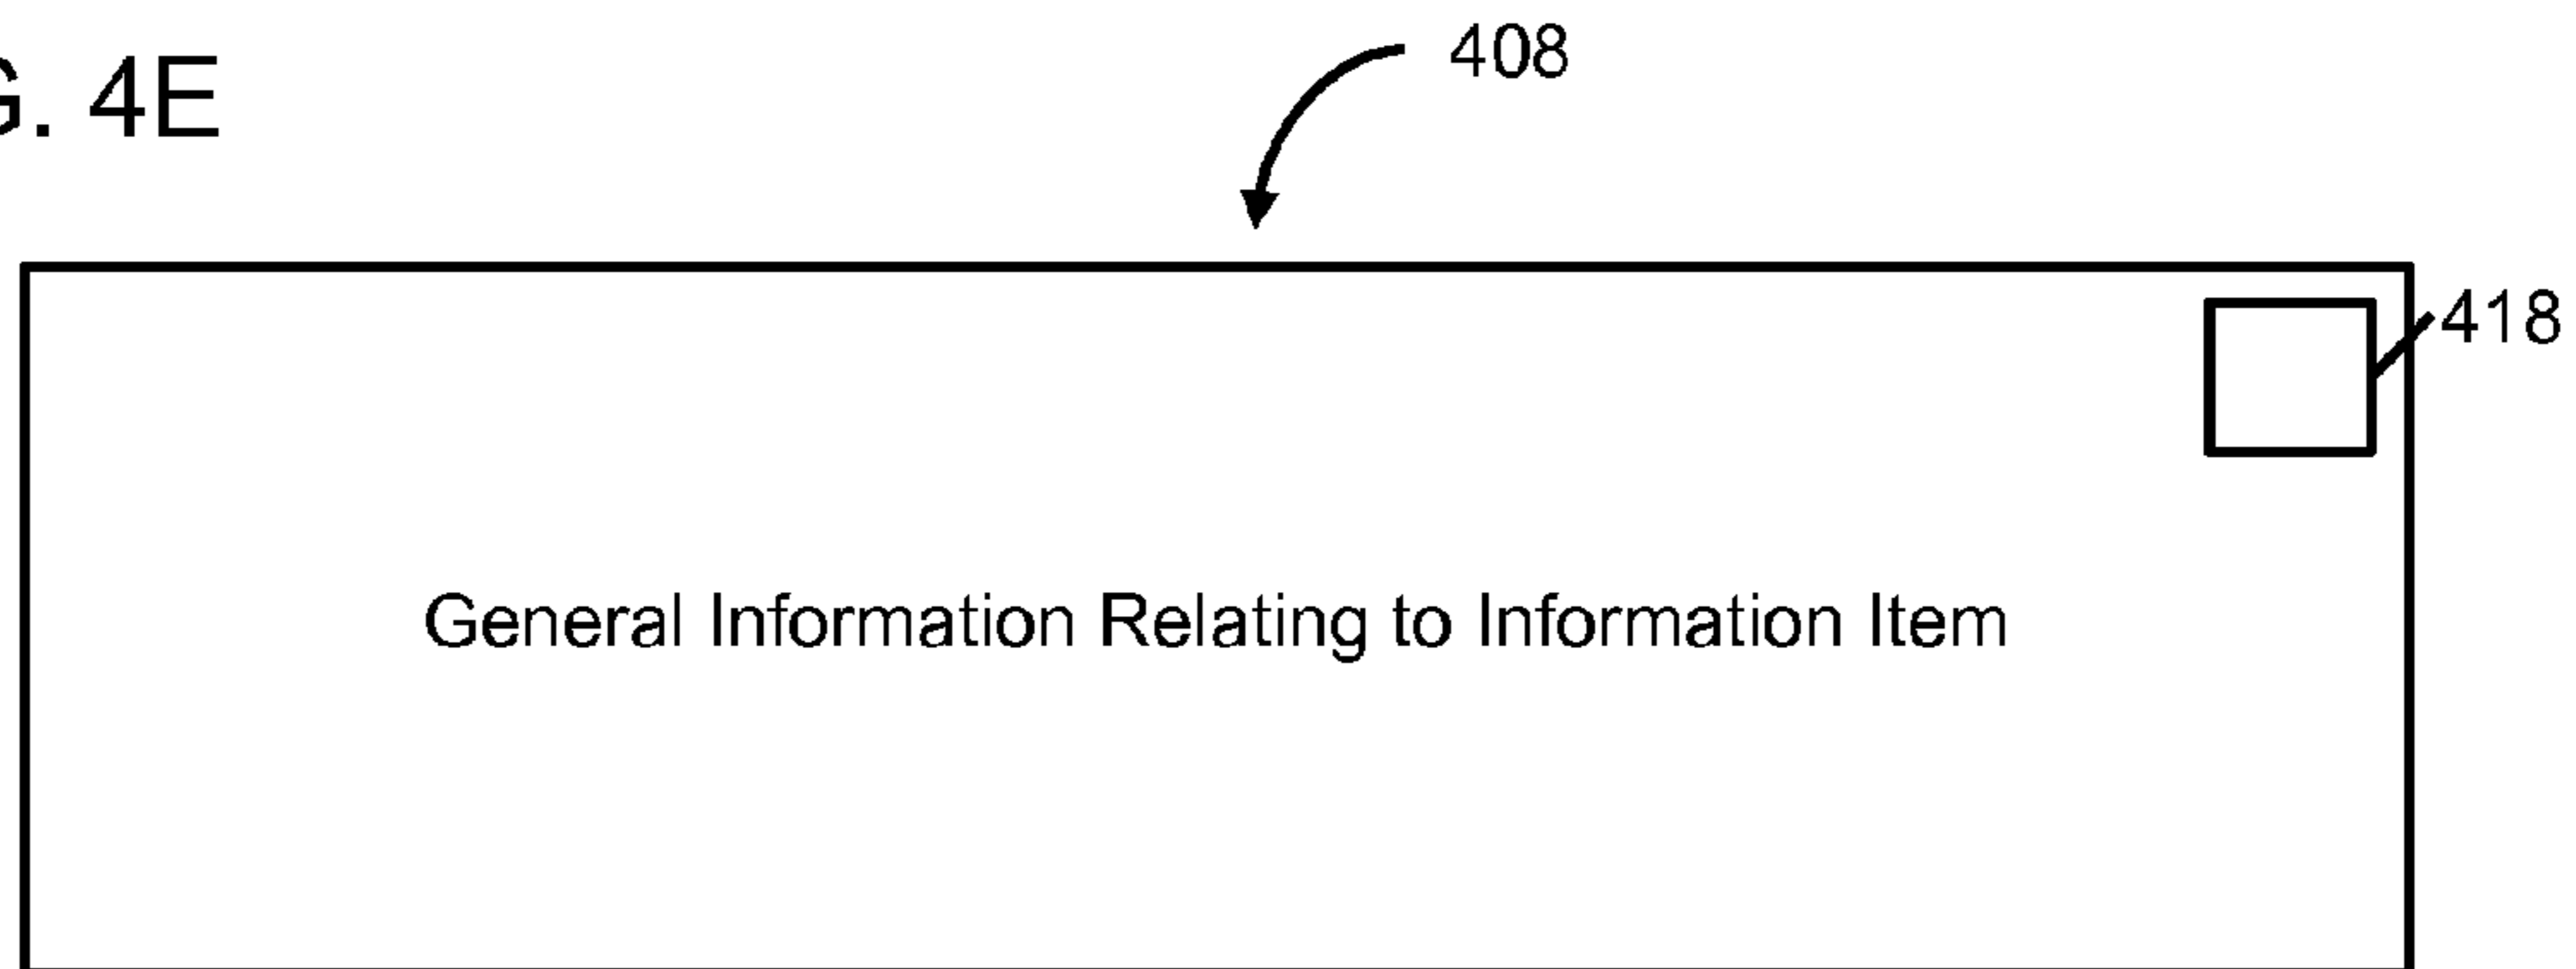 G. 4E
408
418
General Information Relating to Information Item